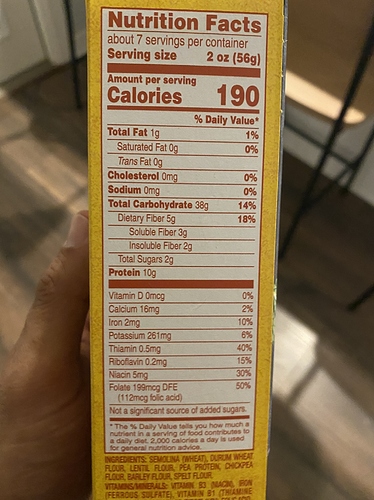 Nutrition Facts
about 7 servings per container
Serving size 2 oz (56g)
Amount per serving
Calories 190
% Daily Value*
Total Fat 1g 1%
Saturated Fat 0g 0%
Trans Fat 0g
Cholesterol 0mg 0%
Sodium 0mg 0%
Total Carbohydrate 38g 14%
Dietary Fiber 5g 18%
Soluble Fiber 3g
Insoluble Fiber 2g
Total Sugars 2g
Protein 10g
Vitamin D 0mcg 0%
Calcium 16mg 2%
Iron 2mg 10%
Potassium 261mg 6%
Thiamin 0.5mg 40%
Riboflavin 0.2mg 15%
Niacin 5mg 30%
Folate 199mcg DFE 50%
(112mcg folic acid)
Not a significant source of added sugars.
* The % Daily Value tells you how much a
nutrient in a serving of food contributes to
a daily diet. 2,000 calories a day is used
for general nutrition advice.
INGREDIENTS: SEMOLINA (WHEAT), DURUM WHEAT
FLOUR, LENTIL FLOUR, PEA PROTEIN, CHICKPEA
FLOUR, BARLEY FLOUR, SPELT FLOUR.
VITAMINS/MINERALS: VITAMIN B3 (NIACIN), IRON
(FERROUS SULFATE), VITAMIN B1 (THIAMINE